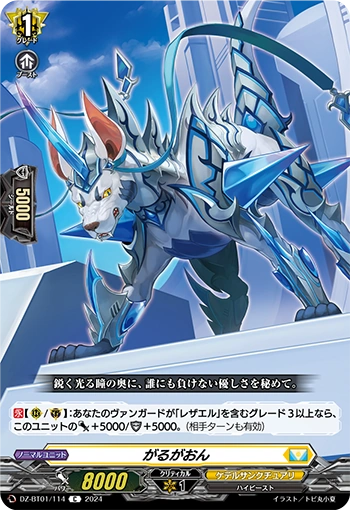 1
グレード
ブースト
5000
シールド
鋭く光る瞳の奥に、誰にも負けない優しさを秘めて。
永【 / 】:あなたのヴァンガードが「レザエル」を含むグレード3以上なら、
このユニットの +5000/ +5000。(相手ターンも有効)
ノーマルユニット
がるがおん
ケテルサンクチュアリ
パワー 8000
クリティカル
1
ハイビースト
DZ-BT01/114 C 2024
イラスト/トビ丸小夏